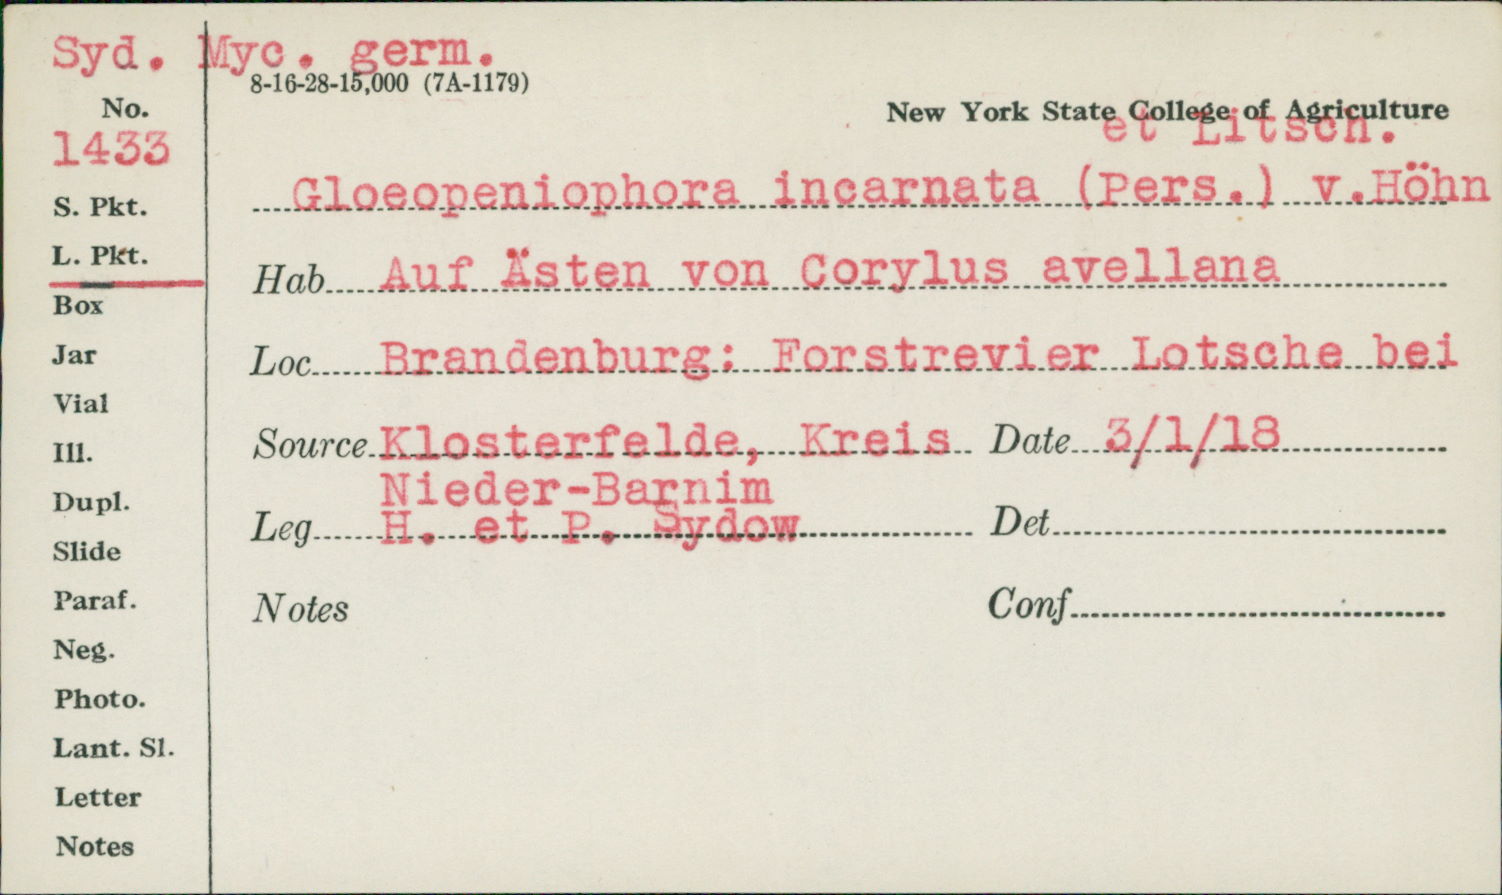 Syd. Myc. germ.
8-16-28-15,000 (7A-1179)
No.
1433
New York State College of Agriculture
et Litsch.
Gloeopeniophora incarnata (Pers.) v.Höhn
S. Pkt.
L. Pkt.
Box
Jar
Vial
Ill.
Dupl.
Slide
Paraf.
Neg.
Photo.
Lant. Sl.
Letter
Notes
Hab Auf Ästen von Corylus avellana
Loc Brandenburg: Forstrevier Lotsche bei
Source Klosterfelde, Kreis Date 3/1/18
Nieder-Barnim
Leg H. et P. Sydow Det
Notes Conf